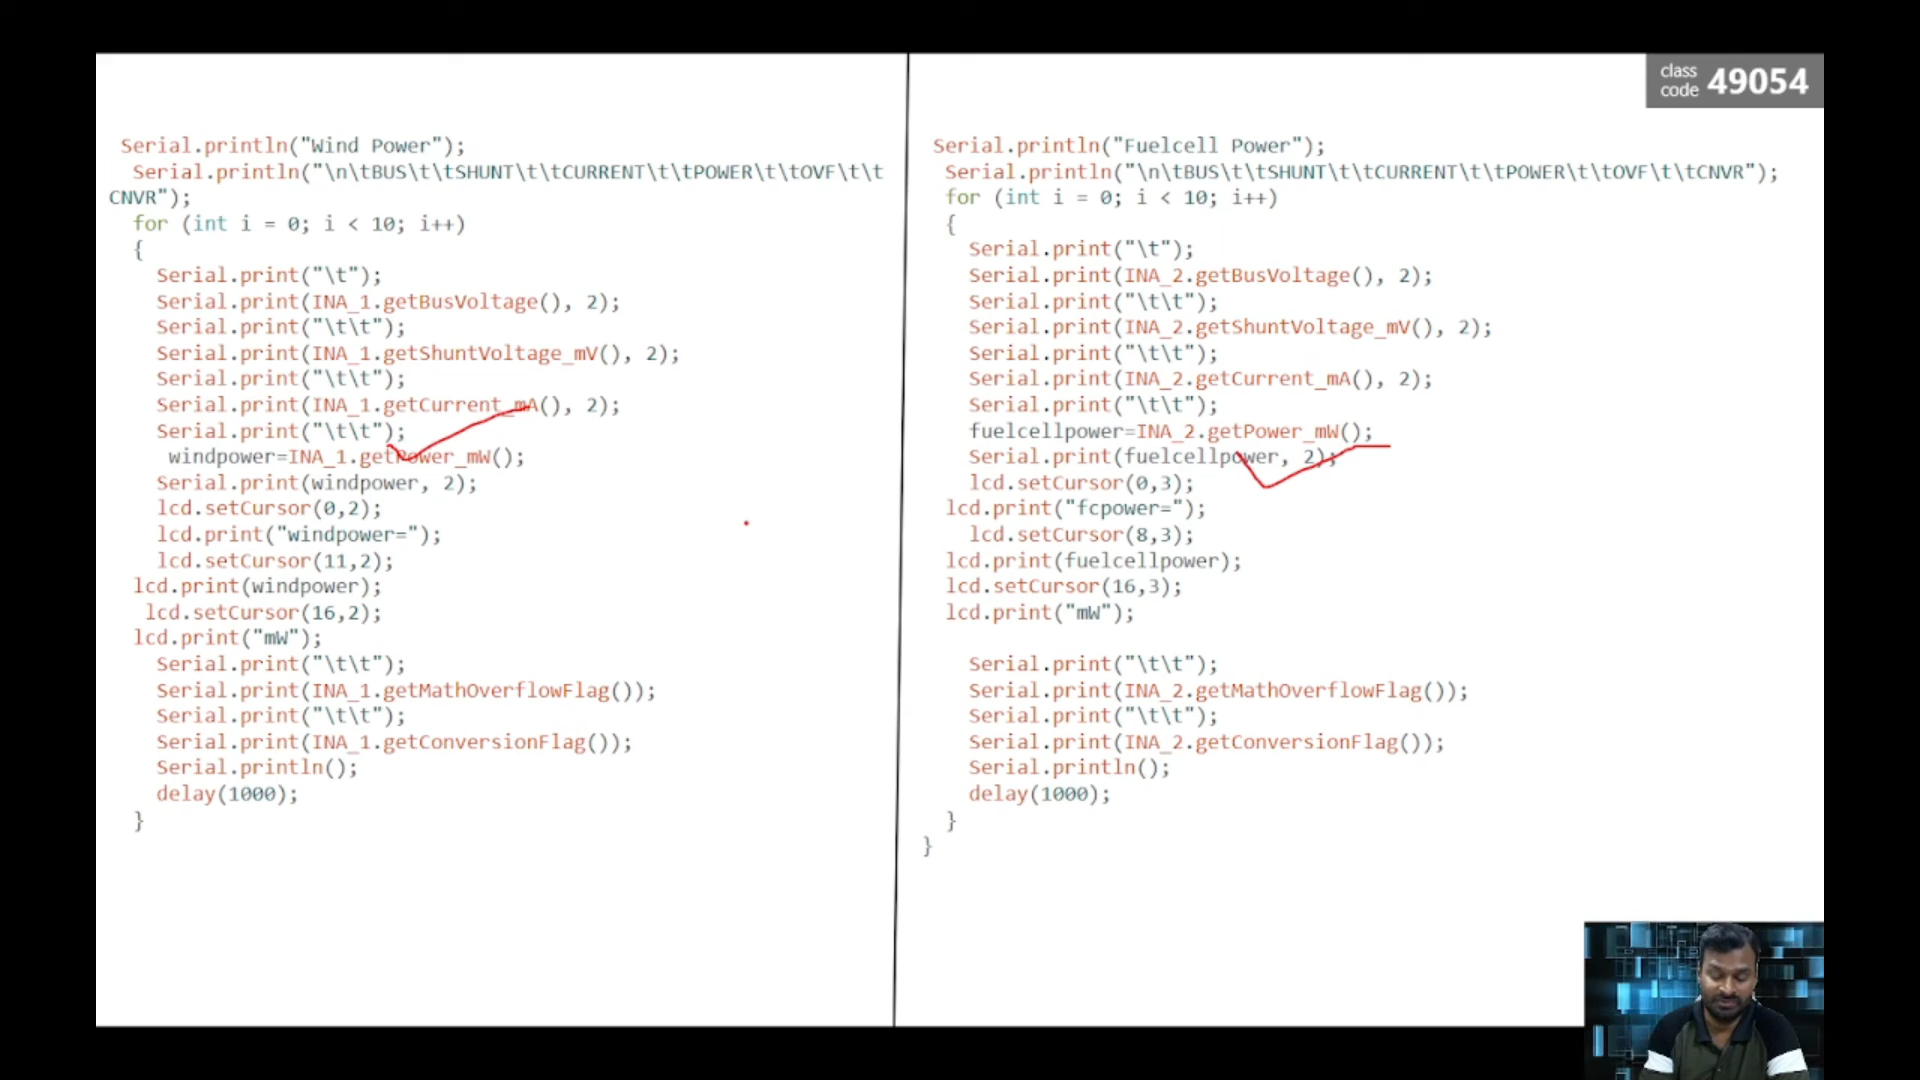 class
code 49054
Serial.println("Wind Power");
Serial.println("\n\tBUS\t\tSHUNT\t\tCURRENT\t\tPOWER\t\tOVF\t\t
CNVR");
for (int i = 0; i < 10; i++)
{
Serial.print("\t");
Serial.print(INA_1.getBusVoltage(), 2);
Serial.print("\t\t");
Serial.print(INA_1.getShuntVoltage_mV(), 2);
Serial.print("\t\t");
Serial.print(INA_1.getCurrent_mA(), 2);
Serial.print("\t\t");
windpower=INA_1.getPower_mW();
Serial.print(windpower, 2);
lcd.setCursor(0,2);
lcd.print("windpower=");
lcd.setCursor(11,2);
lcd.print(windpower);
lcd.setCursor(16,2);
lcd.print("mW");
Serial.print("\t\t");
Serial.print(INA_1.getMathOverflowFlag());
Serial.print("\t\t");
Serial.print(INA_1.getConversionFlag());
Serial.println();
delay(1000);
}
Serial.println("Fuelcell Power");
Serial.println("\n\tBUS\t\tSHUNT\t\tCURRENT\t\tPOWER\t\tOVF\t\tCNVR");
for (int i = 0; i < 10; i++)
{
Serial.print("\t");
Serial.print(INA_2.getBusVoltage(), 2);
Serial.print("\t\t");
Serial.print(INA_2.getShuntVoltage_mV(), 2);
Serial.print("\t\t");
Serial.print(INA_2.getCurrent_mA(), 2);
Serial.print("\t\t");
fuelcellpower=INA_2.getPower_mW();
Serial.print(fuelcellpower, 2);
lcd.setCursor(0,3);
lcd.print("fcpower=");
lcd.setCursor(8,3);
lcd.print(fuelcellpower);
lcd.setCursor(16,3);
lcd.print("mW");
Serial.print("\t\t");
Serial.print(INA_2.getMathOverflowFlag());
Serial.print("\t\t");
Serial.print(INA_2.getConversionFlag());
Serial.println();
delay(1000);
}
}